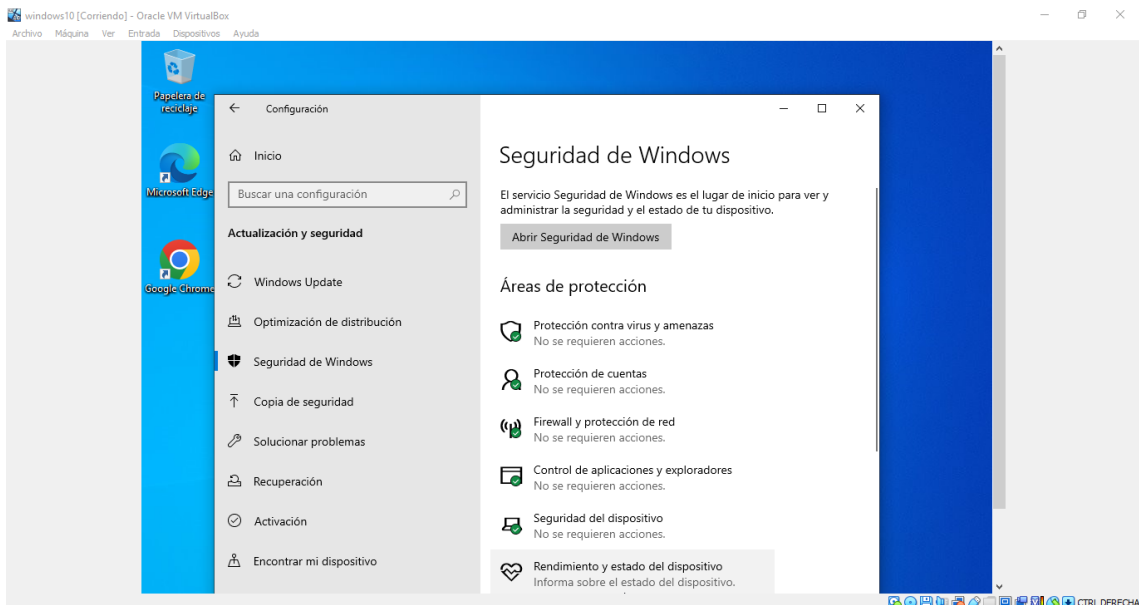 windows10 [Corriendo] - Oracle VM VirtualBox
Archivo Máquina Ver Entrada Dispositivos Ayuda
Papelera de
reciclaje
Microsoft Edge
Google Chrome
Configuración
Inicio
Buscar una configuración
Actualización y seguridad
Windows Update
Optimización de distribución
Seguridad de Windows
Copia de seguridad
Solucionar problemas
Recuperación
Activación
Encontrar mi dispositivo
Seguridad de Windows
El servicio Seguridad de Windows es el lugar de inicio para ver y
administrar la seguridad y el estado de tu dispositivo.
Abrir Seguridad de Windows
Áreas de protección
Protección contra virus y amenazas
No se requieren acciones.
Protección de cuentas
No se requieren acciones.
Firewall y protección de red
No se requieren acciones.
Control de aplicaciones y exploradores
No se requieren acciones.
Seguridad del dispositivo
No se requieren acciones.
Rendimiento y estado del dispositivo
Informa sobre el estado del dispositivo.
CTRL DERECHA